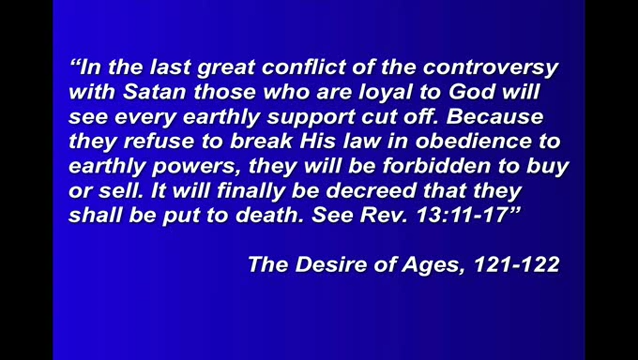 “In the last great conflict of the controversy
with Satan those who are loyal to God will
see every earthly support cut off. Because
they refuse to break His law in obedience to
earthly powers, they will be forbidden to buy
or sell. It will finally be decreed that they
shall be put to death. See Rev. 13:11-17”
The Desire of Ages, 121-122